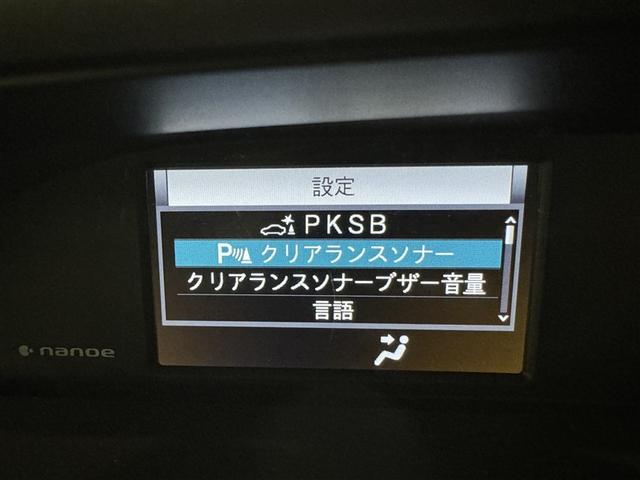 設定
PKSB
P クリアランスソナー
クリアランスソナーブザー音量
言語
nanoe